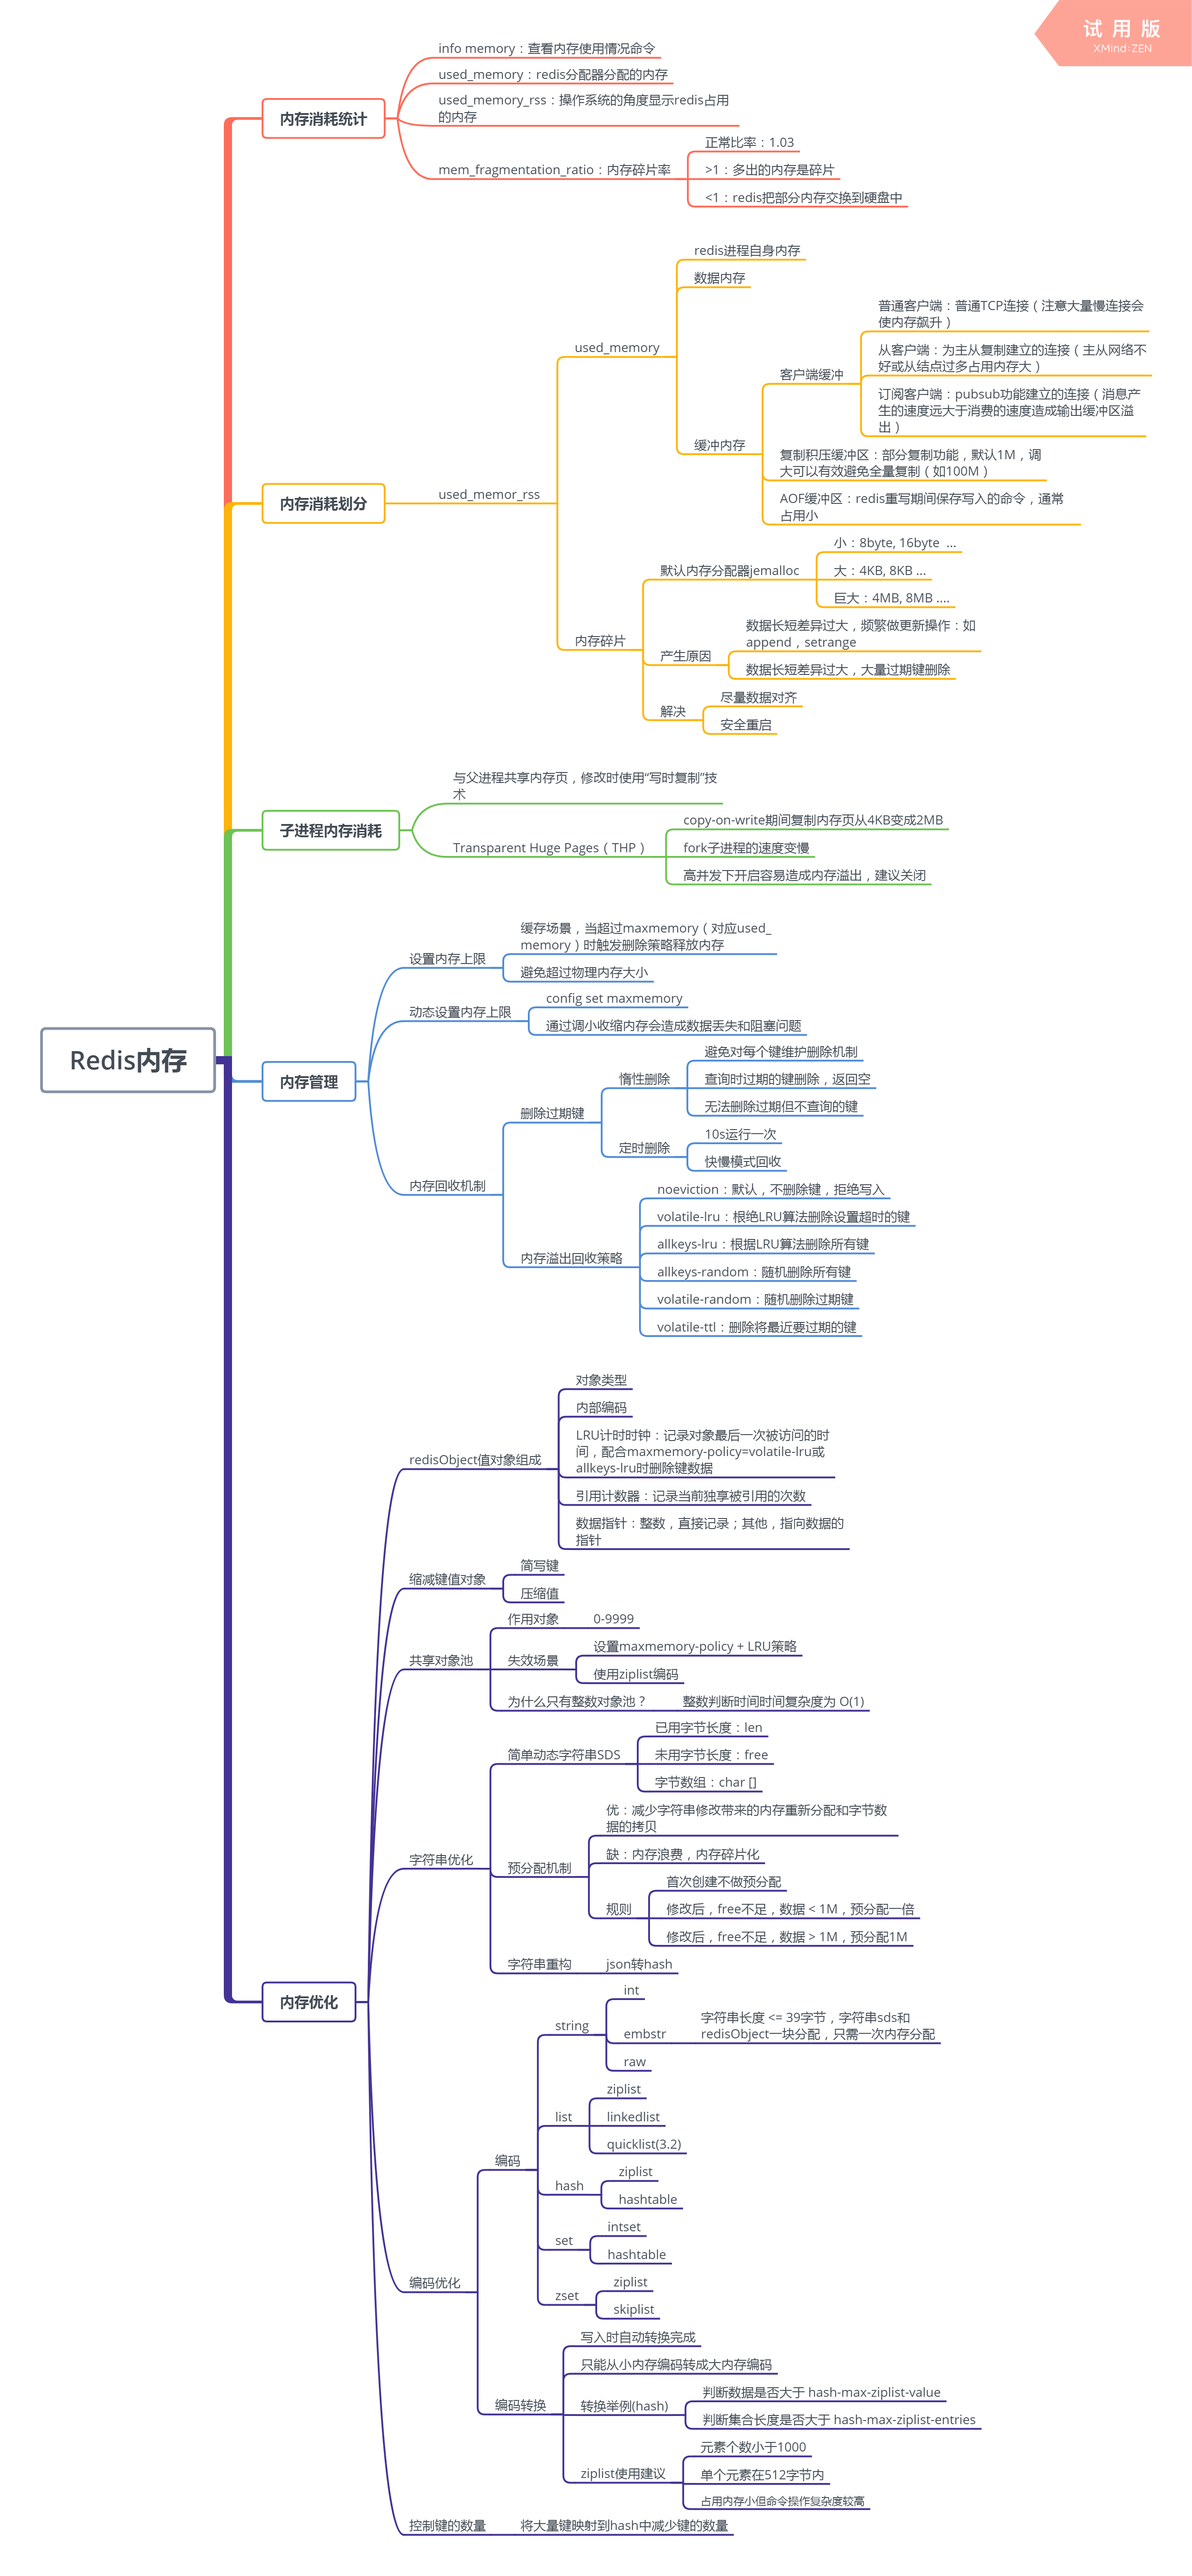 试用版
XMind:ZEN
info memory：查看内存使用情况命令
used_memory：redis分配器分配的内存
used_memory_rss：操作系统的角度显示redis占用
的内存
内存消耗统计
正常比率：1.03
mem_fragmentation_ratio：内存碎片率
>1：多出的内存是碎片
<1：redis把部分内存交换到硬盘中
redis进程自身内存
数据内存
普通客户端：普通TCP连接（注意大量慢连接会
使内存飙升）
used_memory
从客户端：为主从复制建立的连接（主从网络不
好或从结点过多占用内存大）
客户端缓冲
订阅客户端：pubsub功能建立的连接（消息产
生的速度远大于消费的速度造成输出缓冲区溢
出）
缓冲内存
复制积压缓冲区：部分复制功能，默认1M，调
大可以有效避免全量复制（如100M）
内存消耗划分
used_memor_rss
AOF缓冲区：redis重写期间保存写入的命令，通常
占用小
小：8byte, 16byte ...
默认内存分配器jemalloc
大：4KB, 8KB ...
巨大：4MB, 8MB ....
内存碎片
数据长短差异过大，频繁做更新操作：如
append，setrange
产生原因
数据长短差异过大，大量过期键删除
尽量数据对齐
解决
安全重启
与父进程共享内存页，修改时使用“写时复制”技
术
子进程内存消耗
copy-on-write期间复制内存页从4KB变成2MB
Transparent Huge Pages（THP）
fork子进程的速度变慢
高并发下开启容易造成内存溢出，建议关闭
缓存场景，当超过maxmemory（对应used_
memory）时触发删除策略释放内存
设置内存上限
避免超过物理内存大小
config set maxmemory
动态设置内存上限
通过调小收缩内存会造成数据丢失和阻塞问题
Redis内存
内存管理
避免对每个键维护删除机制
惰性删除
查询时过期的键删除，返回空
无法删除过期但不查询的键
删除过期键
10s运行一次
定时删除
快慢模式回收
内存回收机制
noeviction：默认，不删除键，拒绝写入
volatile-lru：根绝LRU算法删除设置超时的键
allkeys-lru：根据LRU算法删除所有键
内存溢出回收策略
allkeys-random：随机删除所有键
volatile-random：随机删除过期键
volatile-ttl：删除将最近要过期的键
对象类型
内部编码
LRU计时时钟：记录对象最后一次被访问的时
间，配合maxmemory-policy=volatile-lru或
allkeys-lru时删除键数据
redisObject值对象组成
引用计数器：记录当前独享被引用的次数
数据指针：整数，直接记录；其他，指向数据的
指针
简写键
缩减键值对象
压缩值
作用对象
0-9999
共享对象池
失效场景
设置maxmemory-policy + LRU策略
使用ziplist编码
为什么只有整数对象池？
整数判断时间时间复杂度为 O(1)
已用字节长度：len
简单动态字符串SDS
未用字节长度：free
字节数组：char []
优：减少字符串修改带来的内存重新分配和字节数
据的拷贝
字符串优化
预分配机制
缺：内存浪费，内存碎片化
首次创建不做预分配
规则
修改后，free不足，数据 < 1M，预分配一倍
修改后，free不足，数据 > 1M，预分配1M
字符串重构
json转hash
内存优化
int
string
embstr
字符串长度 <= 39字节，字符串sds和
redisObject一块分配，只需一次内存分配
raw
ziplist
list
linkedlist
quicklist(3.2)
编码
ziplist
hash
hashtable
intset
set
hashtable
编码优化
ziplist
zset
skiplist
写入时自动转换完成
只能从小内存编码转成大内存编码
编码转换
转换举例(hash)
判断数据是否大于 hash-max-ziplist-value
判断集合长度是否大于 hash-max-ziplist-entries
元素个数小于1000
ziplist使用建议
单个元素在512字节内
占用内存小但命令操作复杂度较高
控制键的数量
将大量键映射到hash中减少键的数量